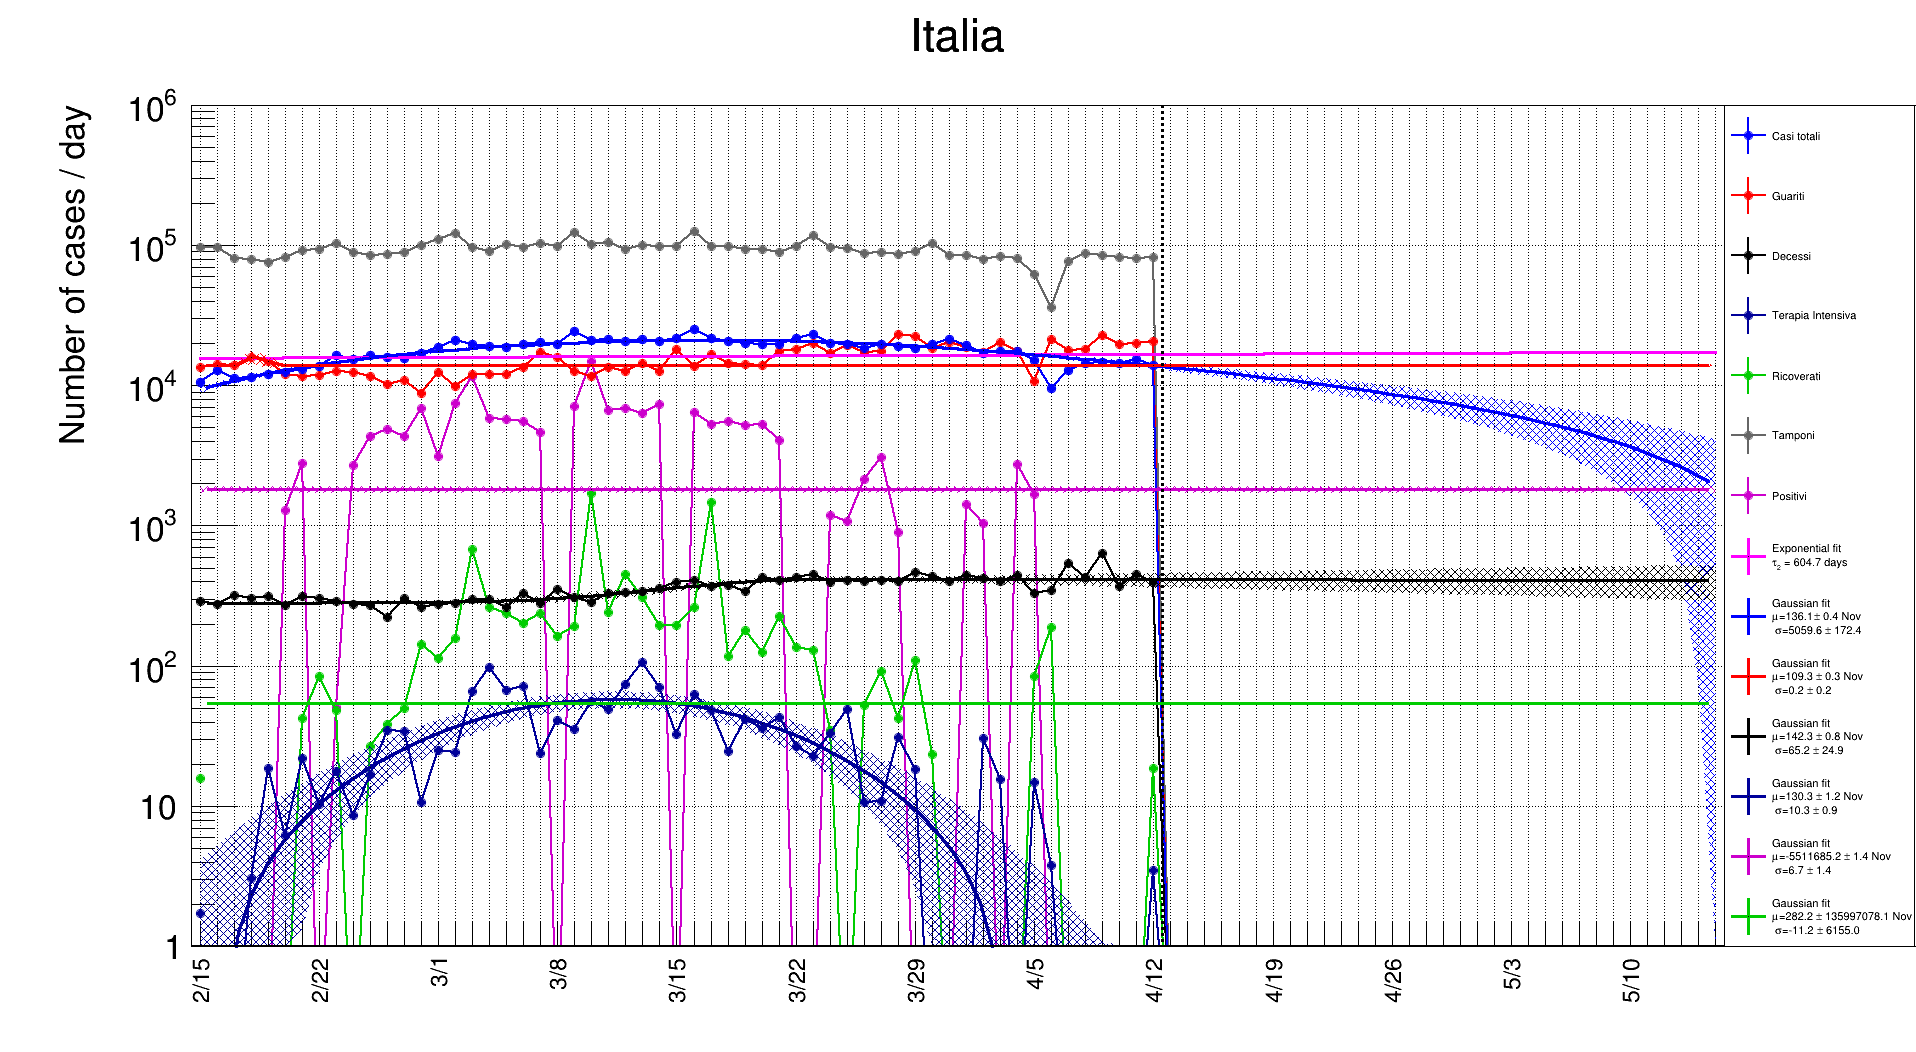 Italia
Number of cases / day
10^6
10^5
10^4
10^3
10^2
10
1
2/15
2/22
3/1
3/8
3/15
3/22
3/29
4/5
4/12
4/19
4/26
5/3
5/10
Casi totali
Guariti
Decessi
Terapia Intensiva
Ricoverati
Tamponi
Positivi
Exponential fit
τ₂ = 604.7 days
Gaussian fit
μ=136.1± 0.4 Nov
σ=5059.6 ± 172.4
Gaussian fit
μ=109.3 ± 0.3 Nov
σ=0.2 ± 0.2
Gaussian fit
μ=142.3 ± 0.8 Nov
σ=65.2 ± 24.9
Gaussian fit
μ=130.3 ± 1.2 Nov
σ=10.3 ± 0.9
Gaussian fit
μ=-5511685.2 ± 1.4 Nov
σ=6.7 ± 1.4
Gaussian fit
μ=282.2 ± 135997078.1 Nov
σ=-11.2 ± 6155.0